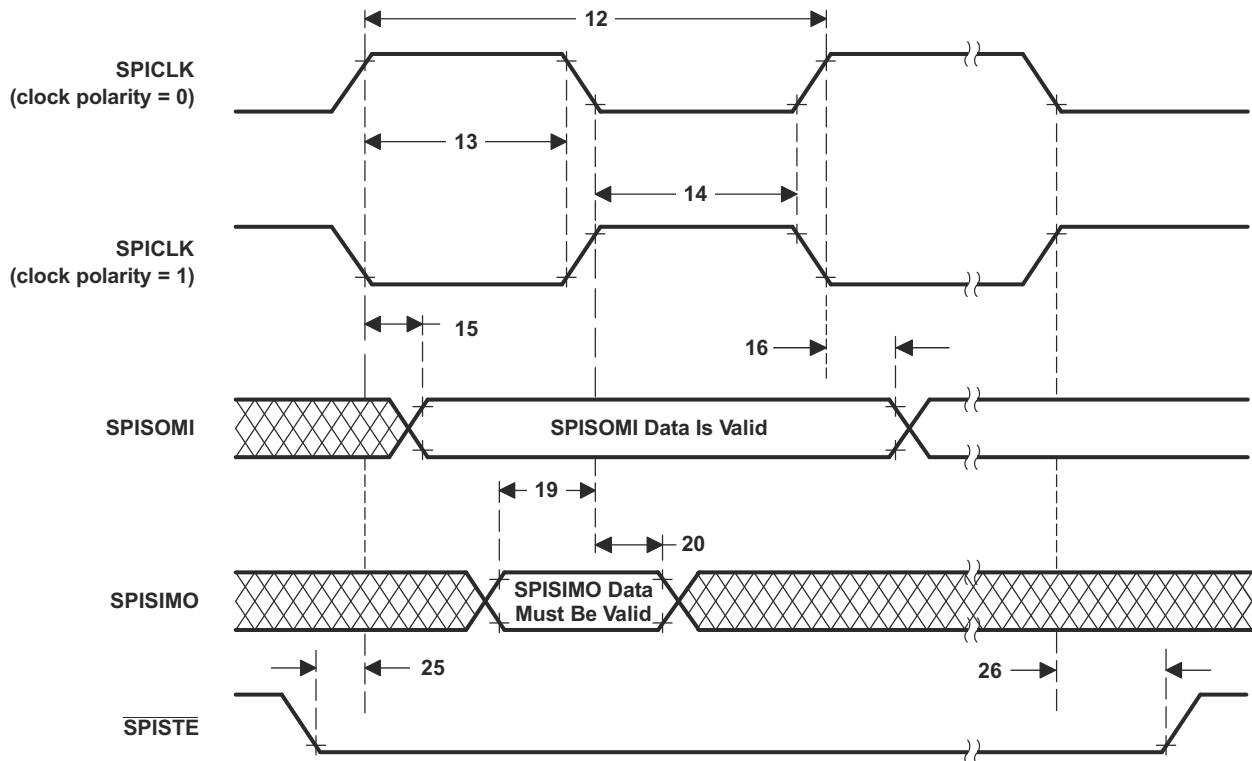 12
SPICLK
(clock polarity = 0)
13
14
SPICLK
(clock polarity = 1)
15
16
SPISOMI
SPISOMI Data Is Valid
19
20
SPISIMO
SPISIMO Data
Must Be Valid
25
26
SPISTE